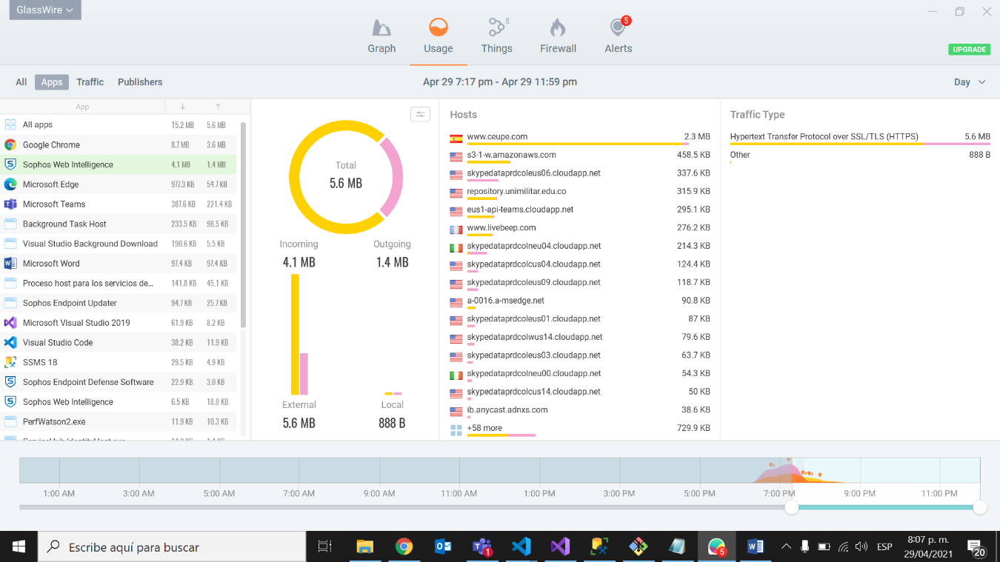 GlassWire
Graph
Usage
Things 8
Firewall
Alerts 5
UPGRADE
All Apps Traffic Publishers
Apr 29 7:17 pm - Apr 29 11:59 pm
Day
App ↓ ↑
All apps 15.2 MB 5.6 MB
Google Chrome 8.7 MB 3.6 MB
Sophos Web Intelligence 4.1 MB 1.4 MB
Microsoft Edge 977.3 KB 54.7 KB
Microsoft Teams 387.6 KB 221.4 KB
Background Task Host 233.5 KB 98.5 KB
Visual Studio Background Download 190.6 KB 5.5 KB
Microsoft Word 97.4 KB 97.4 KB
Proceso host para los servicios de... 141.8 KB 45.1 KB
Sophos Endpoint Updater 94.7 KB 25.7 KB
Microsoft Visual Studio 2019 61.9 KB 8.2 KB
Visual Studio Code 38.2 KB 11.9 KB
SSMS 18 29.5 KB 4.9 KB
Sophos Endpoint Defense Software 22.9 KB 3.0 KB
Sophos Web Intelligence 6.5 KB 18.8 KB
PerfWatson2.exe 11.9 KB 10.3 KB
Total
5.6 MB
Incoming Outgoing
4.1 MB 1.4 MB
External Local
5.6 MB 888 B
Hosts
www.ceupe.com 2.3 MB
s3-1-w.amazonaws.com 458.5 KB
skypedataprdcoleus06.cloudapp.net 337.6 KB
repository.unimilitar.edu.co 315.9 KB
eus1-api-teams.cloudapp.net 295.1 KB
www.livebeep.com 276.2 KB
skypedataprdcolneu04.cloudapp.net 214.3 KB
skypedataprdcolcus04.cloudapp.net 124.4 KB
skypedataprdcoleus09.cloudapp.net 118.7 KB
a-0016.a-msedge.net 90.8 KB
skypedataprdcoleus01.cloudapp.net 87 KB
skypedataprdcolwus14.cloudapp.net 79.6 KB
skypedataprdcoleus03.cloudapp.net 63.7 KB
skypedataprdcolneu00.cloudapp.net 54.3 KB
skypedataprdcolcus14.cloudapp.net 50 KB
ib.anycast.adnxs.com 38.6 KB
+58 more 729.9 KB
Traffic Type
Hypertext Transfer Protocol over SSL/TLS (HTTPS) 5.6 MB
Other 888 B
1:00 AM 3:00 AM 5:00 AM 7:00 AM 9:00 AM 11:00 AM 1:00 PM 3:00 PM 5:00 PM 7:00 PM 9:00 PM 11:00 PM
Escribe aquí para buscar
1
5
ESP
8:07 p. m.
29/04/2021
20